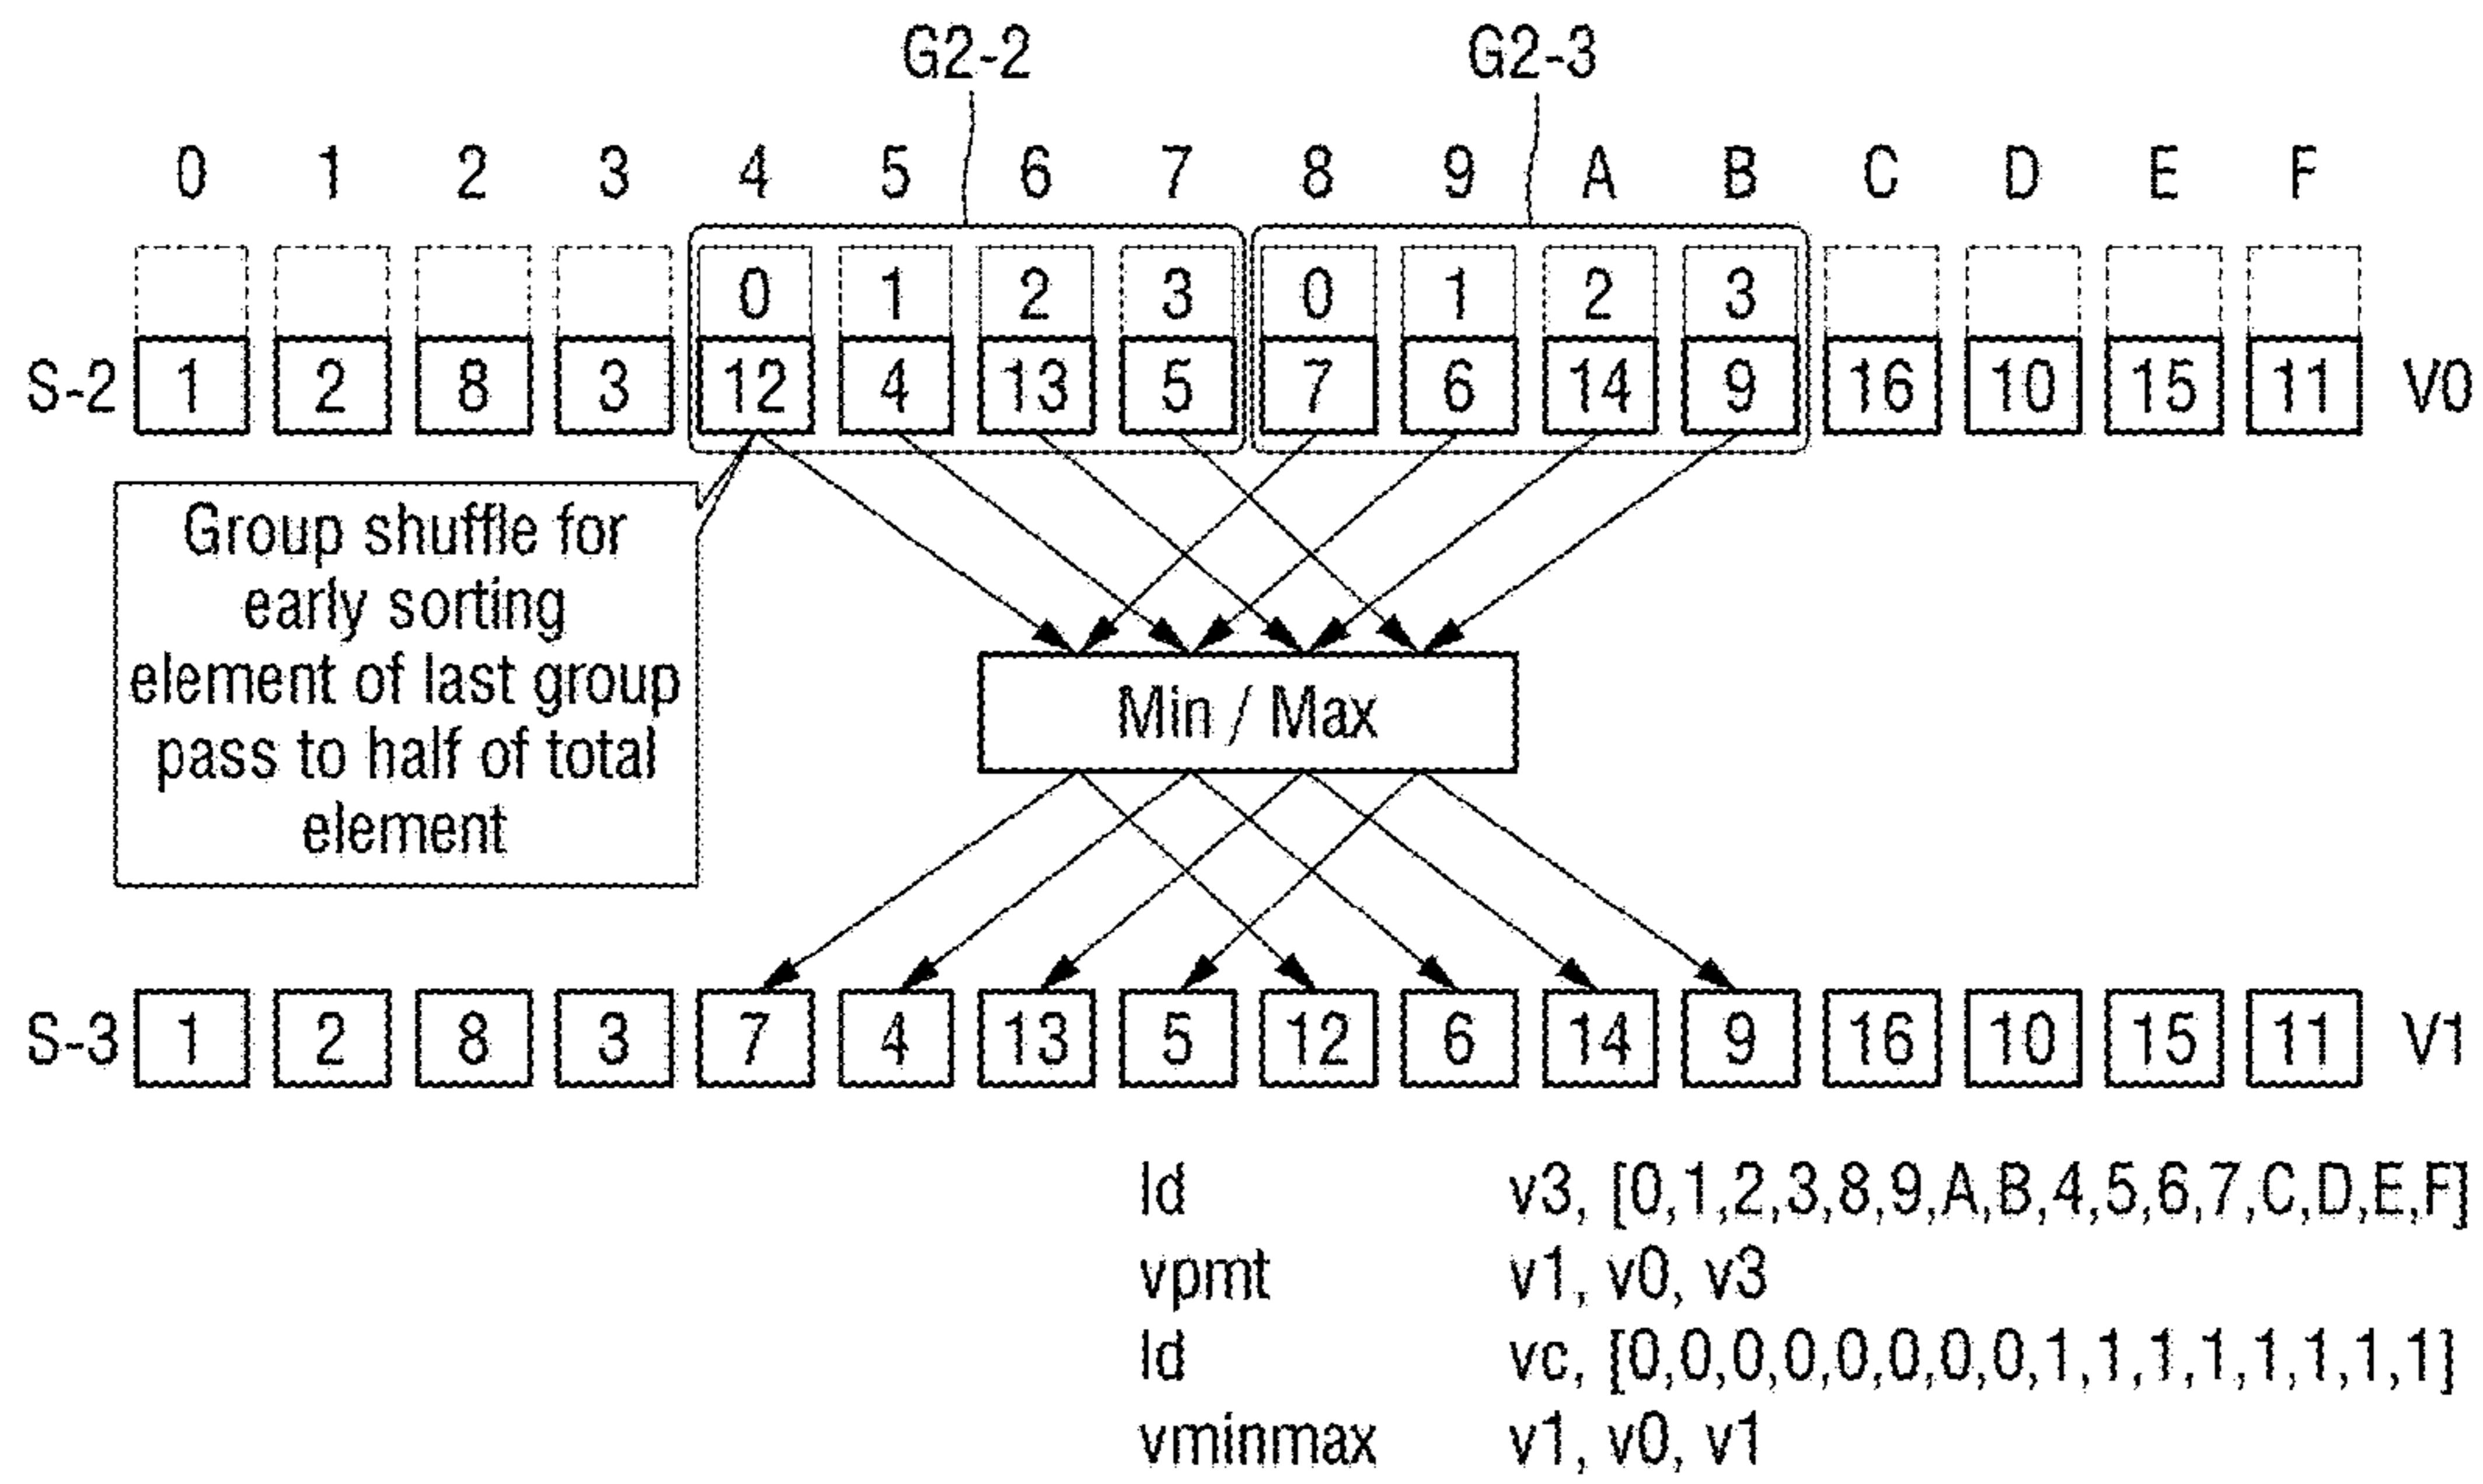 G2-2 G2-3
0 1 2 3 4 5 6 7 8 9 A B C D E F
0 1 2 3 0 1 2 3
S-2 1 2 8 3 12 4 13 5 7 6 14 9 16 10 15 11 V0
Group shuffle for
early sorting
element of last group
pass to half of total
element
Min / Max
S-3 1 2 8 3 7 4 13 5 12 6 14 9 16 10 15 11 V1
ld v3, [0,1,2,3,8,9,A,B,4,5,6,7,C,D,E,F]
vpmt v1, v0, v3
ld vc, [0,0,0,0,0,0,0,0,1,1,1,1,1,1,1,1]
vminmax v1, v0, v1